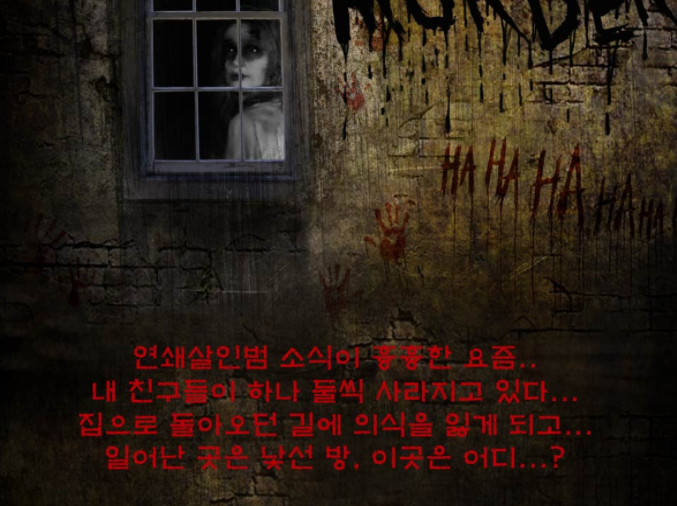 MURDER
HA HA HA HA HA
연쇄살인범 소식이 흉흉한 요즘..
내 친구들이 하나 둘씩 사라지고 있다...
집으로 돌아오던 길에 의식을 잃게 되고...
일어난 곳은 낯선 방, 이곳은 어디...?